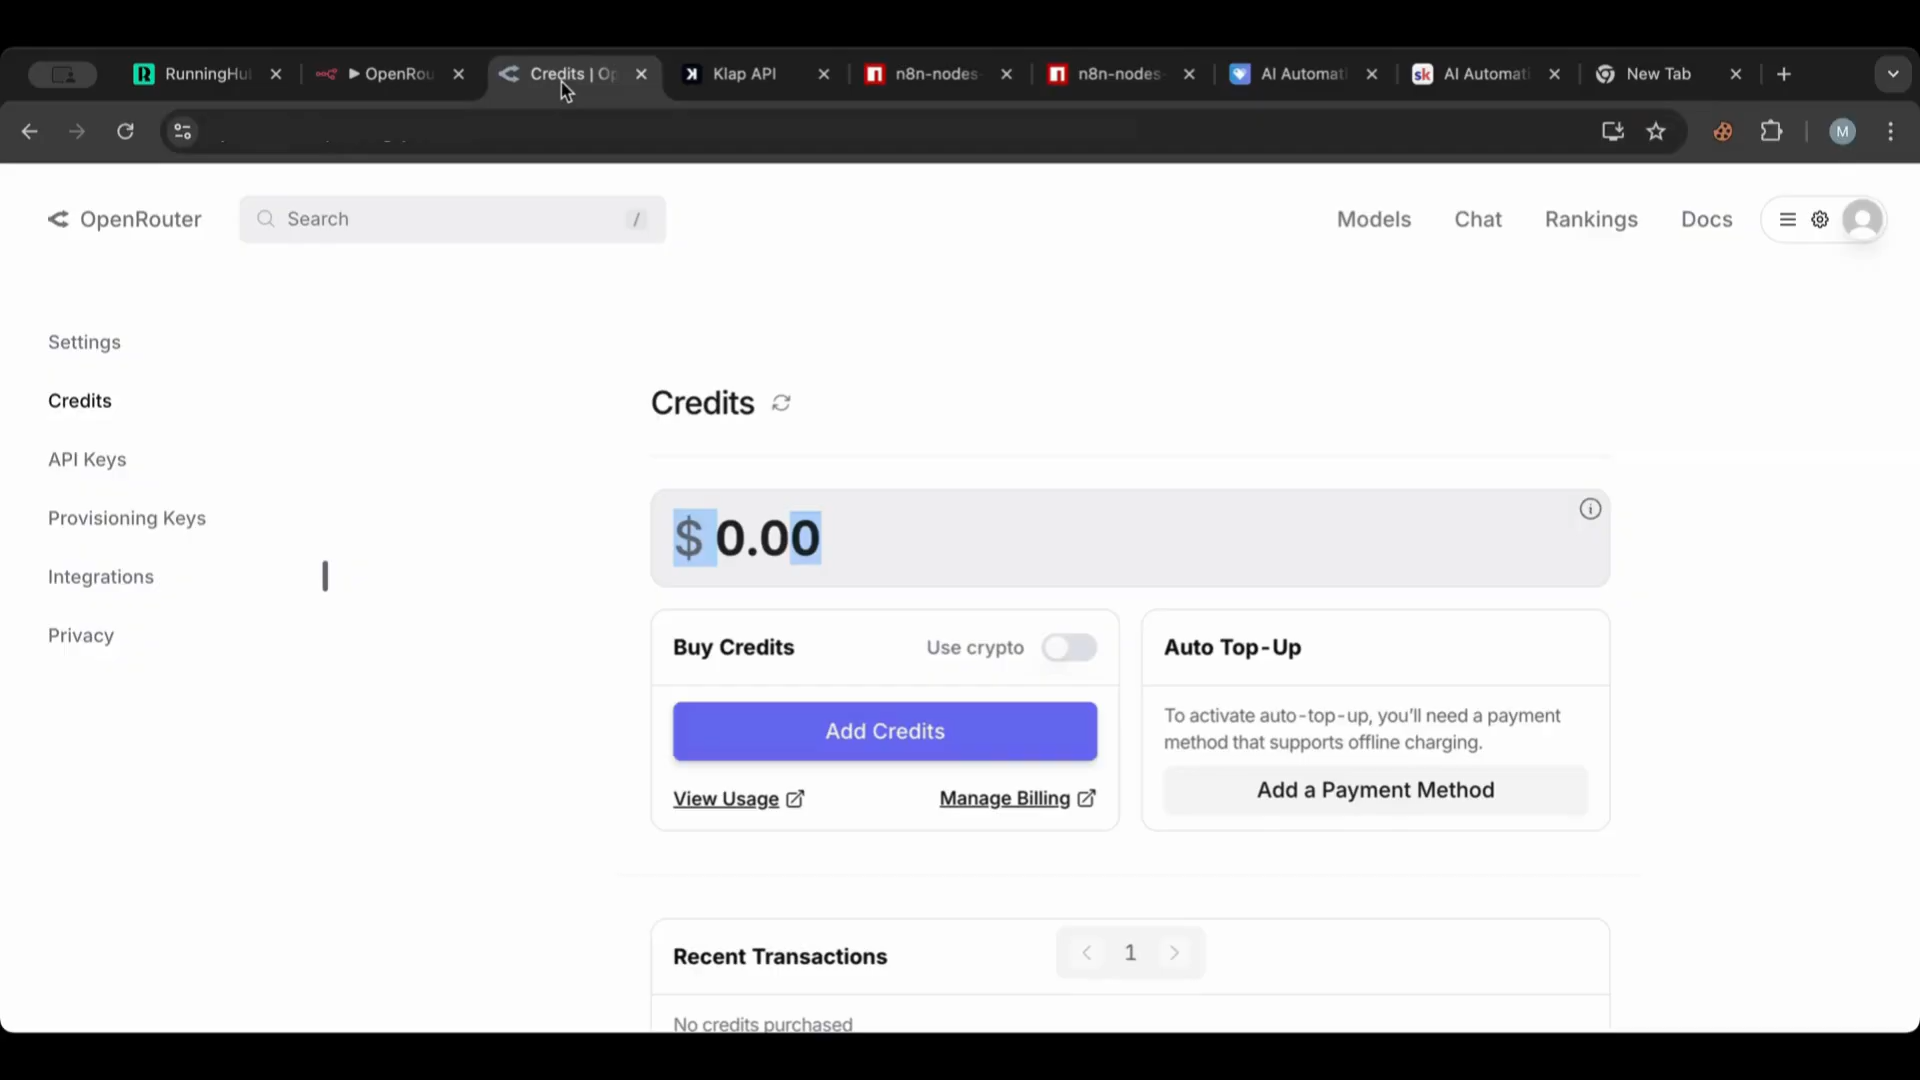 RunningHu
▶ OpenRou
Credits | Op
Klap API
n8n-nodes-
n8n-nodes-
AI Automati
AI Automati
New Tab
M
OpenRouter
Search
/
Models
Chat
Rankings
Docs
Settings
Credits
API Keys
Provisioning Keys
Integrations
Privacy
Credits
$ 0.00
Buy Credits
Use crypto
Add Credits
View Usage
Manage Billing
Auto Top-Up
To activate auto-top-up, you'll need a payment
method that supports offline charging.
Add a Payment Method
Recent Transactions
1
No credits purchased